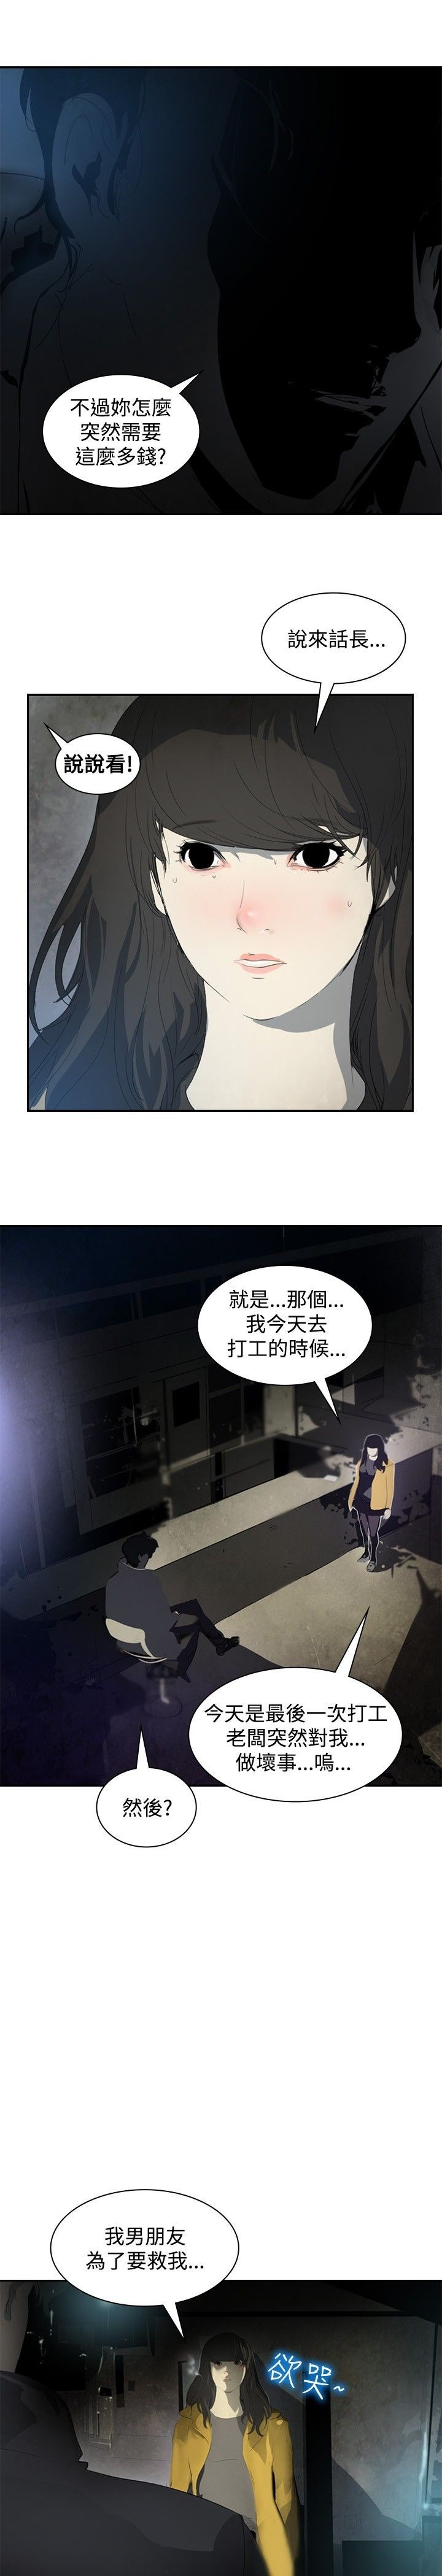 不過妳怎麼
突然需要
這麼多錢?
說來話長...
說說看!
就是...那個...
我今天去
打工的時候...
今天是最後一次打工
老闆突然對我...
做壞事...嗚...
然後?
我男朋友
為了要救我...
欲哭~